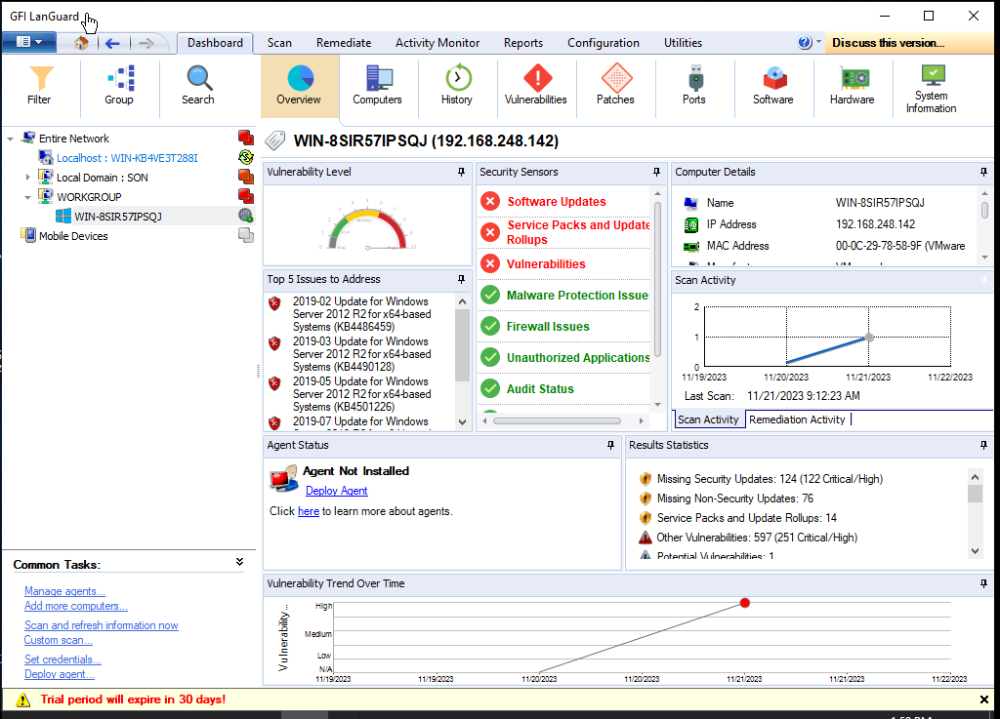 GFI LanGuard
Dashboard
Scan
Remediate
Activity Monitor
Reports
Configuration
Utilities
Discuss this version...
Filter
Group
Search
Overview
Computers
History
Vulnerabilities
Patches
Ports
Software
Hardware
System
Information
Entire Network
Localhost : WIN-KB4VE3T288I
Local Domain : SON
WORKGROUP
WIN-8SIR57IPSQJ
Mobile Devices
Common Tasks:
Manage agents...
Add more computers...
Scan and refresh information now
Custom scan...
Set credentials...
Deploy agent...
WIN-8SIR57IPSQJ (192.168.248.142)
Vulnerability Level
Top 5 Issues to Address
2019-02 Update for Windows
Server 2012 R2 for x64-based
Systems (KB4486459)
2019-03 Update for Windows
Server 2012 R2 for x64-based
Systems (KB4490128)
2019-05 Update for Windows
Server 2012 R2 for x64-based
Systems (KB4501226)
2019-07 Update for Windows
Security Sensors
Software Updates
Service Packs and Update
Rollups
Vulnerabilities
Malware Protection Issue
Firewall Issues
Unauthorized Applications
Audit Status
Computer Details
Name WIN-8SIR57IPSQJ
IP Address 192.168.248.142
MAC Address 00-0C-29-78-58-9F (VMware
Scan Activity
2
1
0
11/19/2023 11/20/2023 11/21/2023 11/22/2023
Last Scan: 11/21/2023 9:12:23 AM
Scan Activity
Remediation Activity
Agent Status
Agent Not Installed
Deploy Agent
Click here to learn more about agents.
Results Statistics
Missing Security Updates: 124 (122 Critical/High)
Missing Non-Security Updates: 76
Service Packs and Update Rollups: 14
Other Vulnerabilities: 597 (251 Critical/High)
Potential Vulnerabilities: 1
Vulnerability Trend Over Time
Vulnerability...
High
Medium
Low
N/A
11/19/2023 11/19/2023 11/20/2023 11/20/2023 11/21/2023 11/21/2023 11/22/2023
Trial period will expire in 30 days!